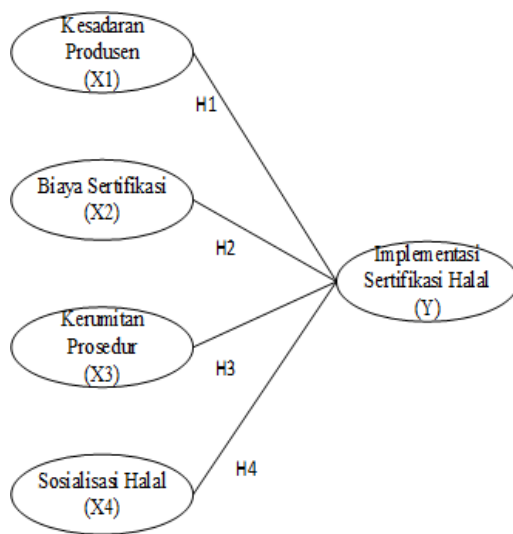 Kesadaran
Produsen
(X1)
H1
Biaya Sertifikasi
(X2)
H2
Implementasi
Sertifikasi Halal
(Y)
Kerumitan
Prosedur
(X3)
H3
Sosialisasi Halal
(X4)
H4